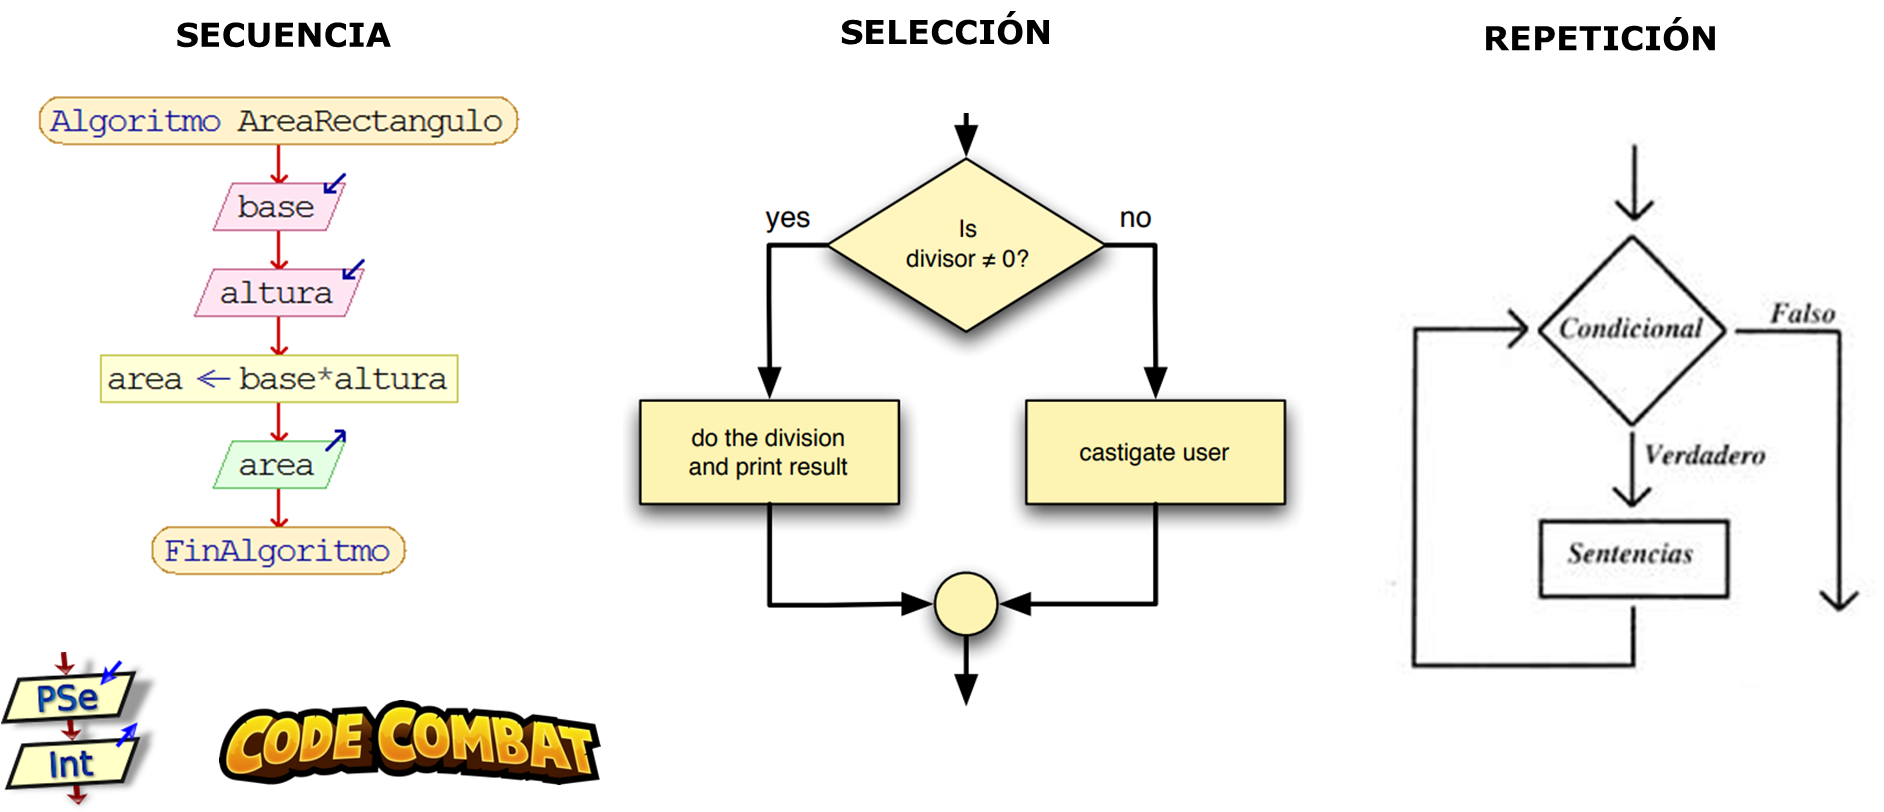 SECUENCIA
Algoritmo AreaRectangulo
base
altura
area ← base*altura
area
FinAlgoritmo
PSe
Int
CODE COMBAT
SELECCIÓN
Is
divisor ≠ 0?
yes
no
do the division
and print result
castigate user
REPETICIÓN
Condicional
Falso
Verdadero
Sentencias